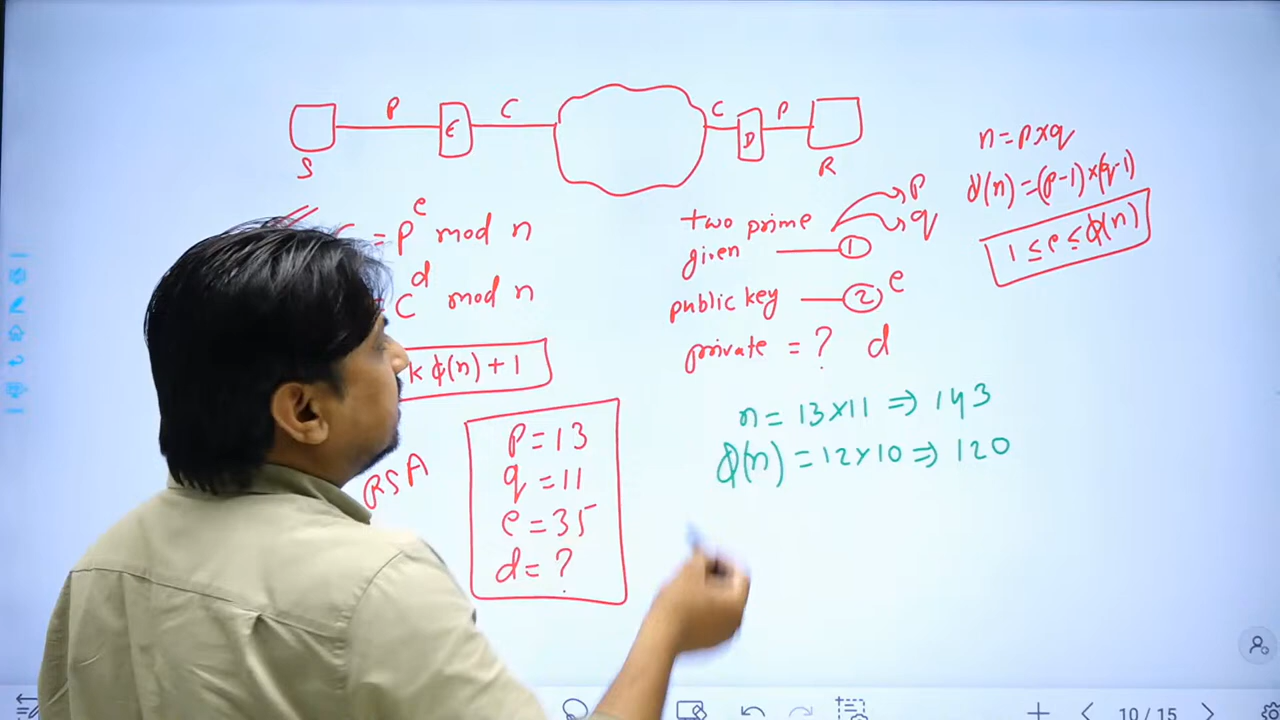 P
E
C
C
D
P
S
R
n = p×q
ϕ(n) = (p-1)×(q-1)
1 ≤ e ≤ ϕ(n)
= P^e mod n
C^d mod n
k ϕ(n) + 1
two prime
given — 1
p
q
public key — 2 e
private = ? d
RSA
P = 13
q = 11
e = 35
d = ?
n = 13×11 ⇒ 143
ϕ(n) = 12×10 ⇒ 120
10/15